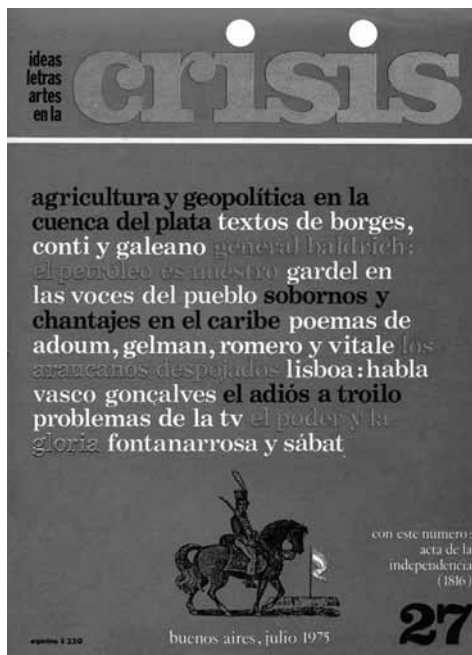 ideas
letras
artes
en la
crisis
agricultura y geopolítica en la
cuenca del plata textos de borges,
conti y galeano general baldrich:
el petróleo es nuestro gardel en
las voces del pueblo sobornos y
chantajes en el caribe poemas de
adoum, gelman, romero y vitale los
araucanos despojados lisboa: habla
vasco gonçalves el adiós a troilo
problemas de la tv el poder y la
gloria fontanarrosa y sábat
con este numero:
acta de la
independencia
(1816)
27
argentina $ 220
buenos aires, julio 1975